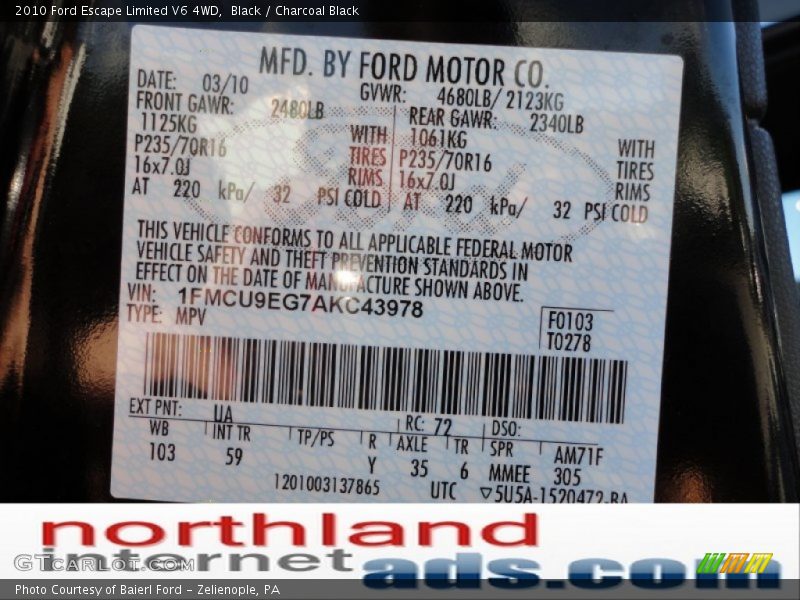 2010 Ford Escape Limited V6 4WD, Black / Charcoal Black
MFD. BY FORD MOTOR CO.
DATE: 03/10 GVWR: 4680LB/ 2123KG
FRONT GAWR: 2480LB REAR GAWR: 2340LB
1125KG WITH 1061KG WITH
P235/70R16 TIRES P235/70R16 TIRES
16x7.0J RIMS 16x7.0J RIMS
AT 220 kPa/ 32 PSI COLD AT 220 kPa/ 32 PSI COLD
THIS VEHICLE CONFORMS TO ALL APPLICABLE FEDERAL MOTOR
VEHICLE SAFETY AND THEFT PREVENTION STANDARDS IN
EFFECT ON THE DATE OF MANUFACTURE SHOWN ABOVE.
VIN: 1FMCU9EG7AKC43978
TYPE: MPV
F0103
T0278
EXT PNT: UA RC: 72 DSO:
WB INT TR TP/PS R AXLE TR SPR AM71F
103 59 Y 35 6 MMEE 305
1201003137865 UTC ▽5U5A-1520472-BA
northland
internet
ads.com
GTCARLOT.COM
Photo Courtesy of Baierl Ford – Zelienople, PA